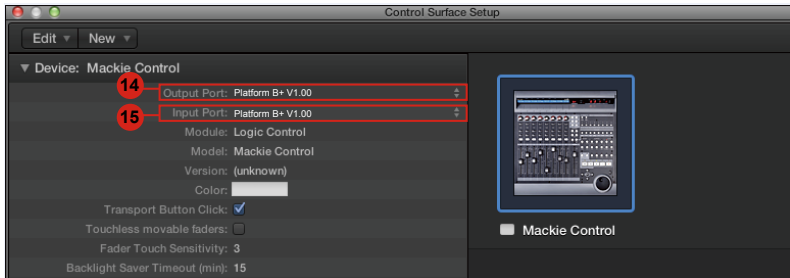 Control Surface Setup
Edit New
Device: Mackie Control
14
Output Port: Platform B+ V1.00
15
Input Port: Platform B+ V1.00
Module: Logic Control
Model: Mackie Control
Version: (unknown)
Color:
Transport Button Click:
Touchless movable faders:
Fader Touch Sensitivity: 3
Backlight Saver Timeout (min): 15
Mackie Control